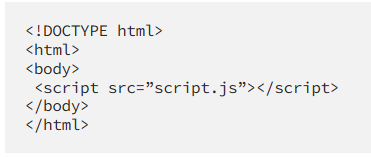 <!DOCTYPE html>
<html>
<body>
 <script src=”script.js”></script>
</body>
</html>